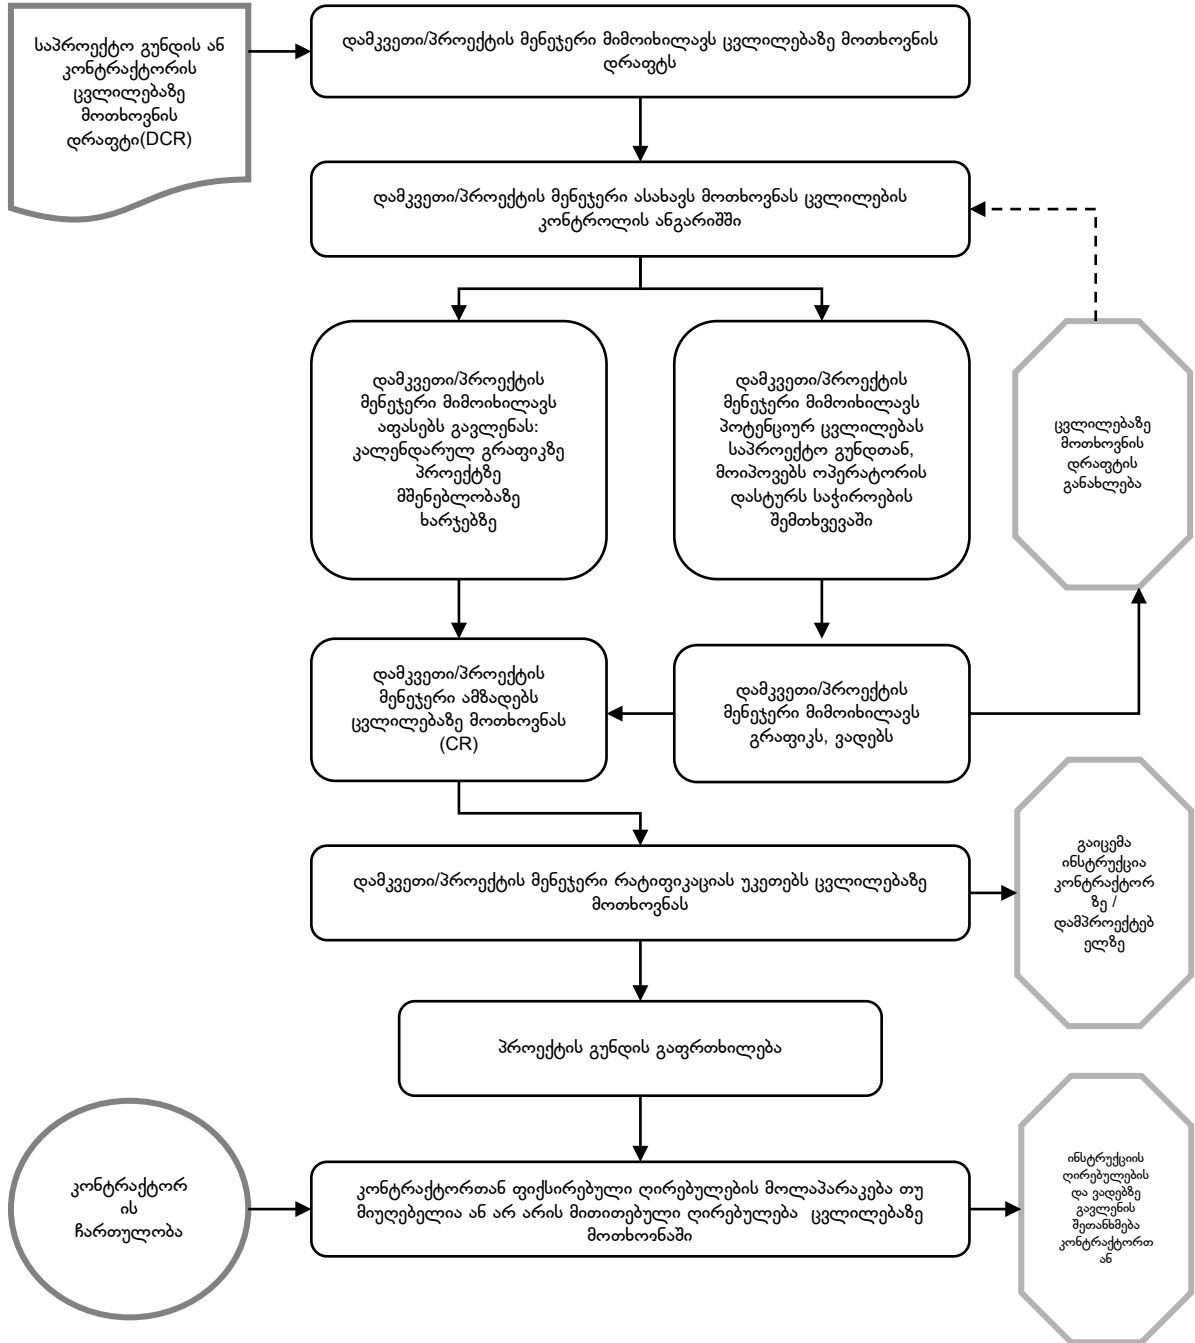 საპროექტო გუნდის ან
კონტრაქტორის
ცვლილებაზე
მოთხოვნის
დრაფტი(DCR)
დამკვეთი/პროექტის მენეჯერი მიმოიხილავს ცვლილებაზე მოთხოვნის
დრაფტს
დამკვეთი/პროექტის მენეჯერი ასახავს მოთხოვნას ცვლილების
კონტროლის ანგარიშში
დამკვეთი/პროექტის
მენეჯერი მიმოიხილავს
აფასებს გავლენას:
კალენდარულ გრაფიკზე
პროექტზე
მშენებლობაზე
ხარჯებზე
დამკვეთი/პროექტის
მენეჯერი მიმოიხილავს
პოტენციურ ცვლილებას
საპროექტო გუნდთან,
მოიპოვებს ოპერატორის
დასტურს საჭიროების
შემთხვევაში
ცვლილებაზე
მოთხოვნის
დრაფტის
განახლება
დამკვეთი/პროექტის
მენეჯერი ამზადებს
ცვლილებაზე მოთხოვნას
(CR)
დამკვეთი/პროექტის
მენეჯერი მიმოიხილავს
გრაფიკს, ვადებს
დამკვეთი/პროექტის მენეჯერი რატიფიკაციას უკეთებს ცვლილებაზე
მოთხოვნას
გაიცემა
ინსტრუქცია
კონტრაქტორ
ზე /
დამპროექტებ
ელზე
პროექტის გუნდის გაფრთხილება
კონტრაქტორ
ის
ჩართულობა
კონტრაქტორთან ფიქსირებული ღირებულების მოლაპარაკება თუ
მიუღებელია ან არ არის მითითებული ღირებულება ცვლილებაზე
მოთხოვნაში
ინსტრუქციის
ღირებულების
და ვადებზე
გავლენის
შეთანხმება
კონტრაქტორთ
ან